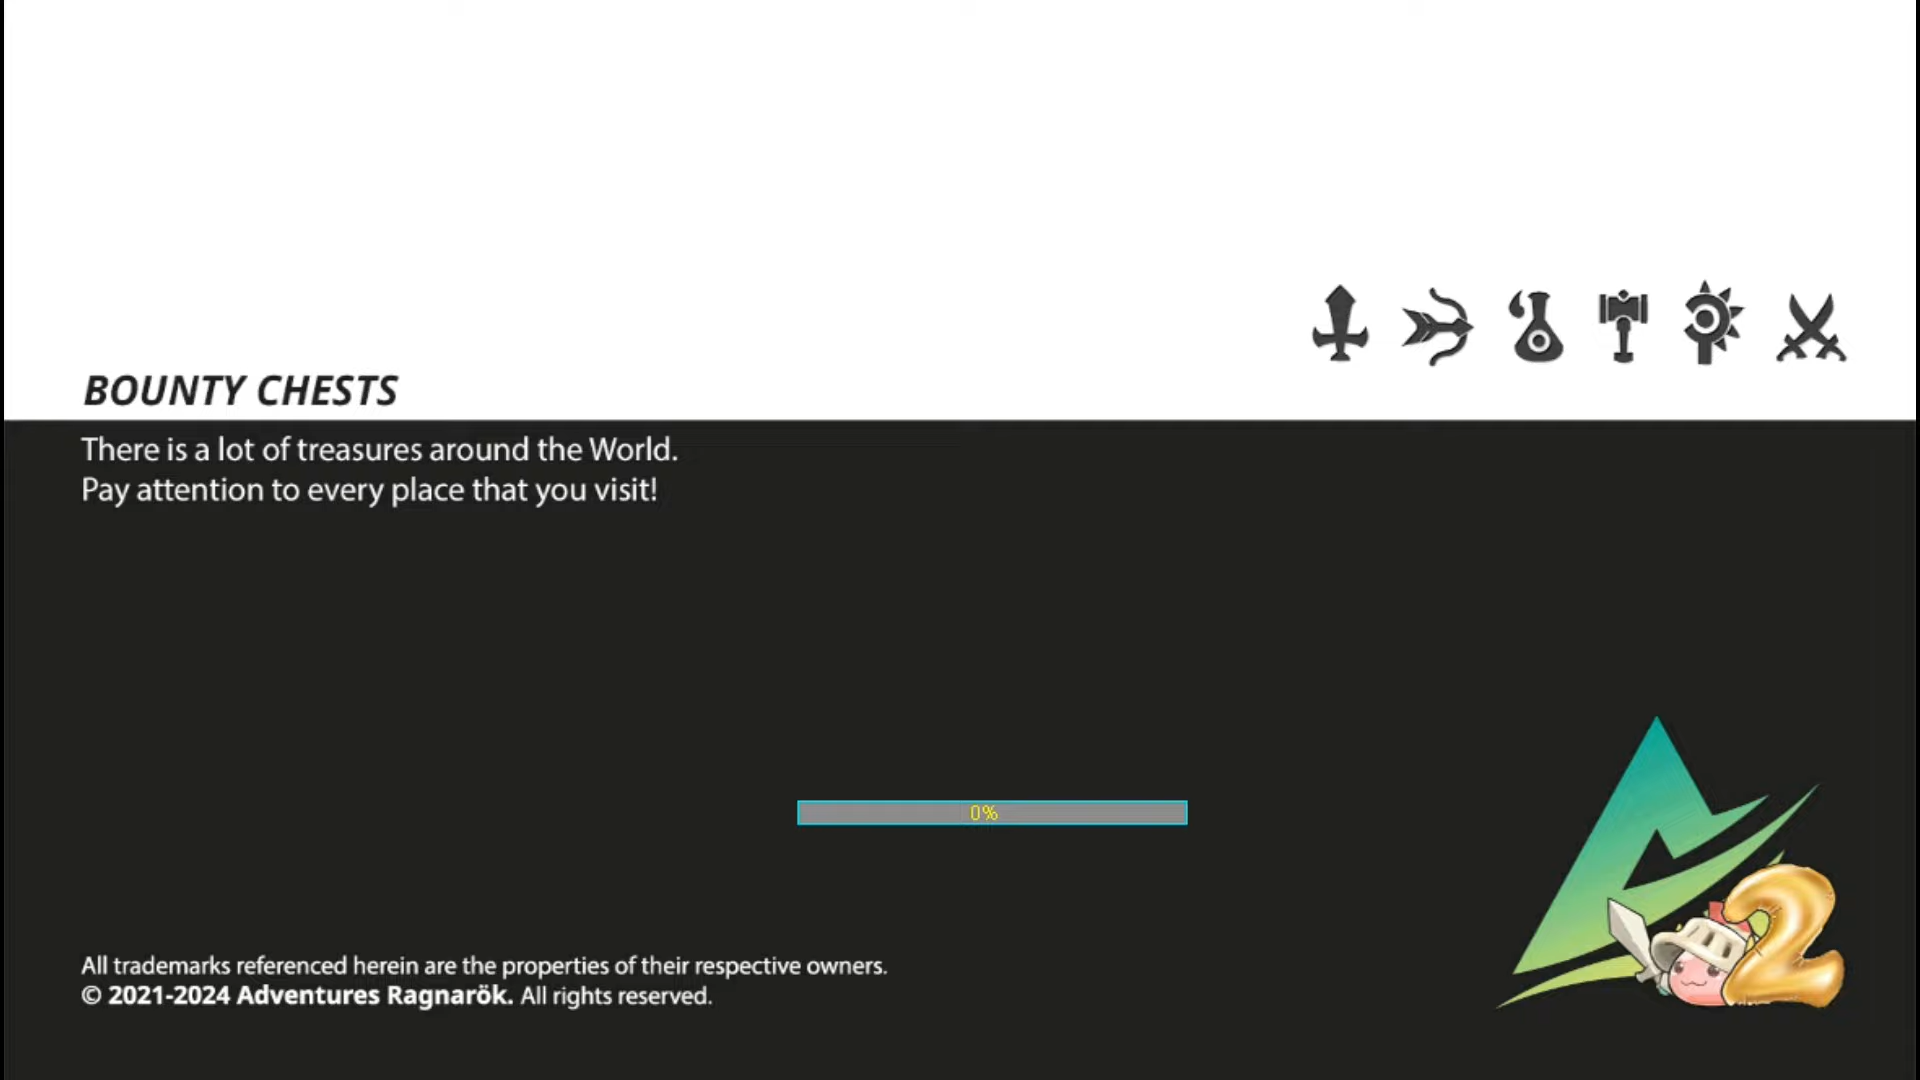 BOUNTY CHESTS
There is a lot of treasures around the World.
Pay attention to every place that you visit!
0%
All trademarks referenced herein are the properties of their respective owners.
© 2021-2024 Adventures Ragnarök. All rights reserved.
2